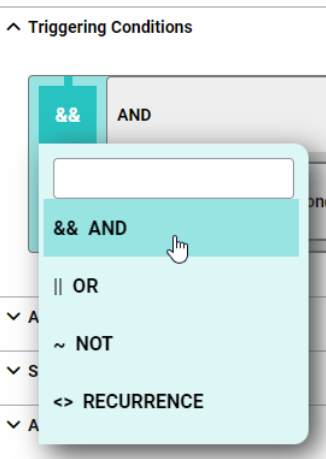 Triggering Conditions
&& AND
&& AND
|| OR
~ NOT
<> RECURRENCE
A
S
A